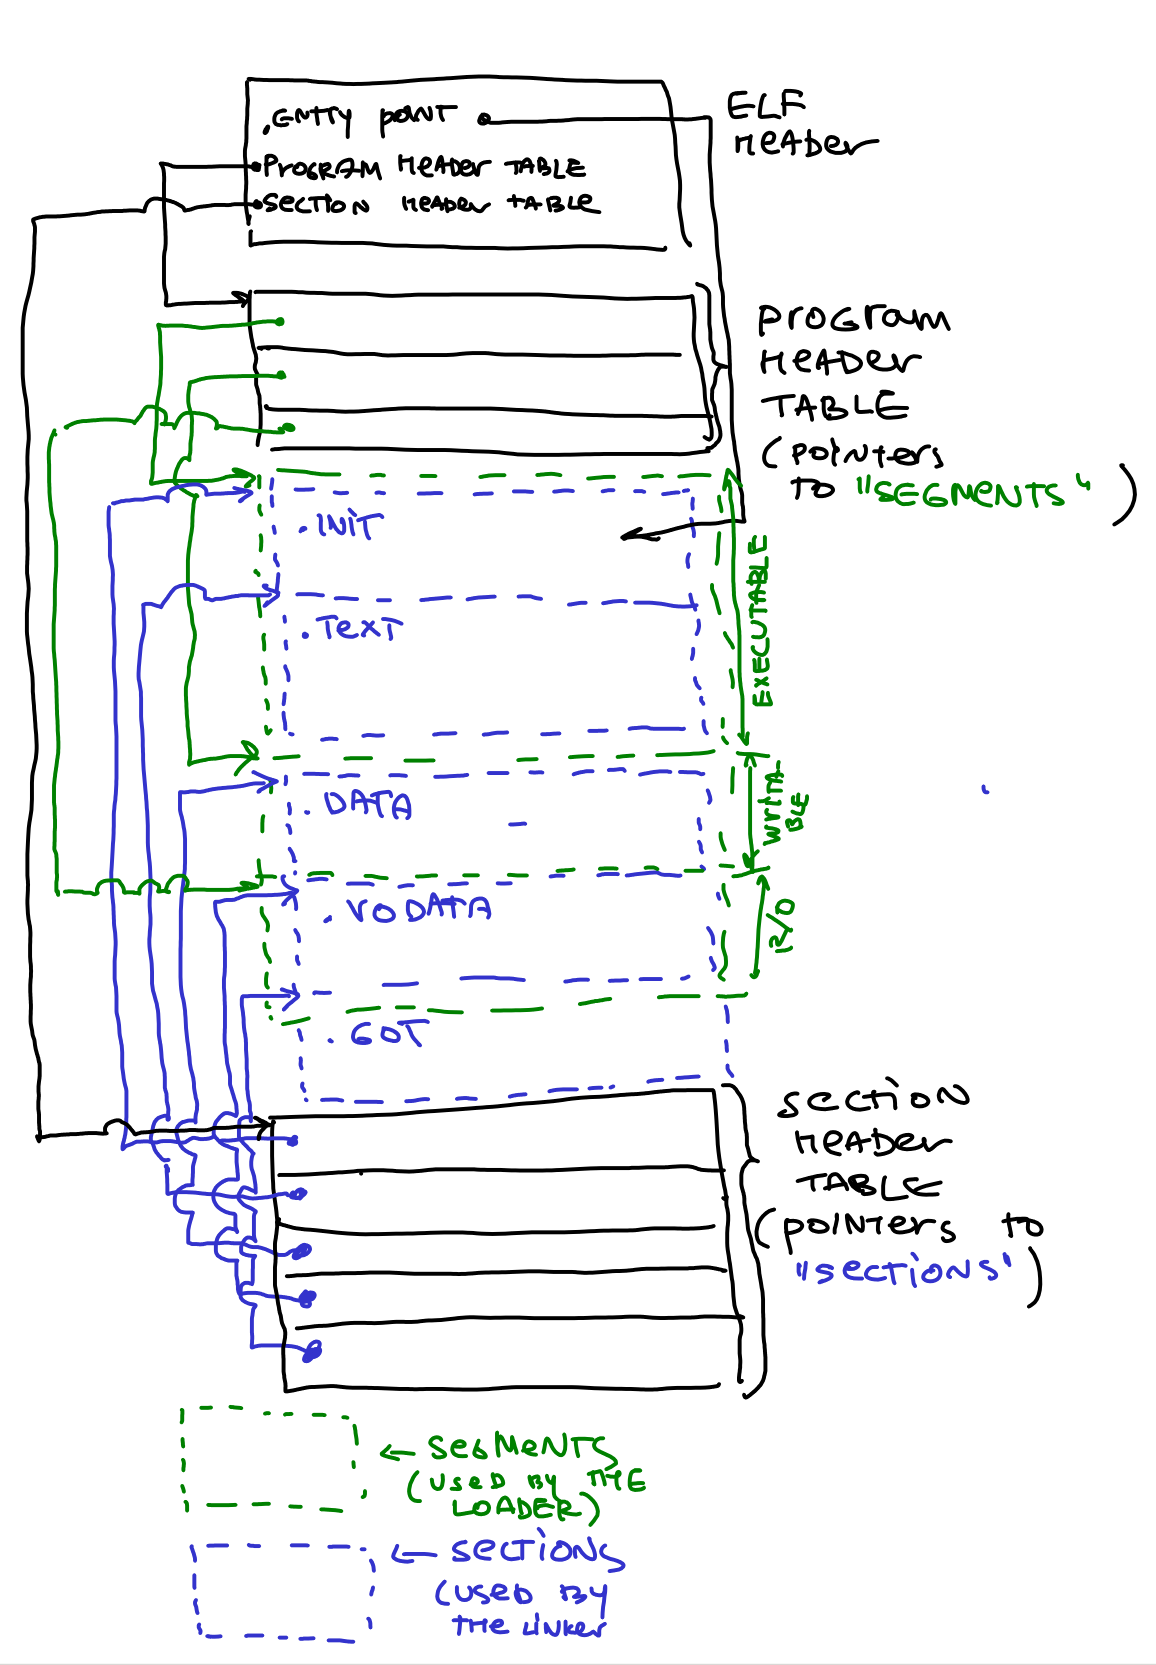 .ENTRY POINT
ELF
HEADER
PROGRAM HEADER TABLE
SECTION HEADER TABLE
PROGRAM
HEADER
TABLE
(POINTERS
TO "SEGMENTS")
.INIT
EXECUTABLE
.TEXT
.DATA
WRITA-
BLE
.RODATA
R/O
.GOT
SECTION
HEADER
TABLE
(POINTERS TO
"SECTIONS")
← SEGMENTS
(USED BY THE
LOADER)
← SECTIONS
(USED BY
THE LINKER